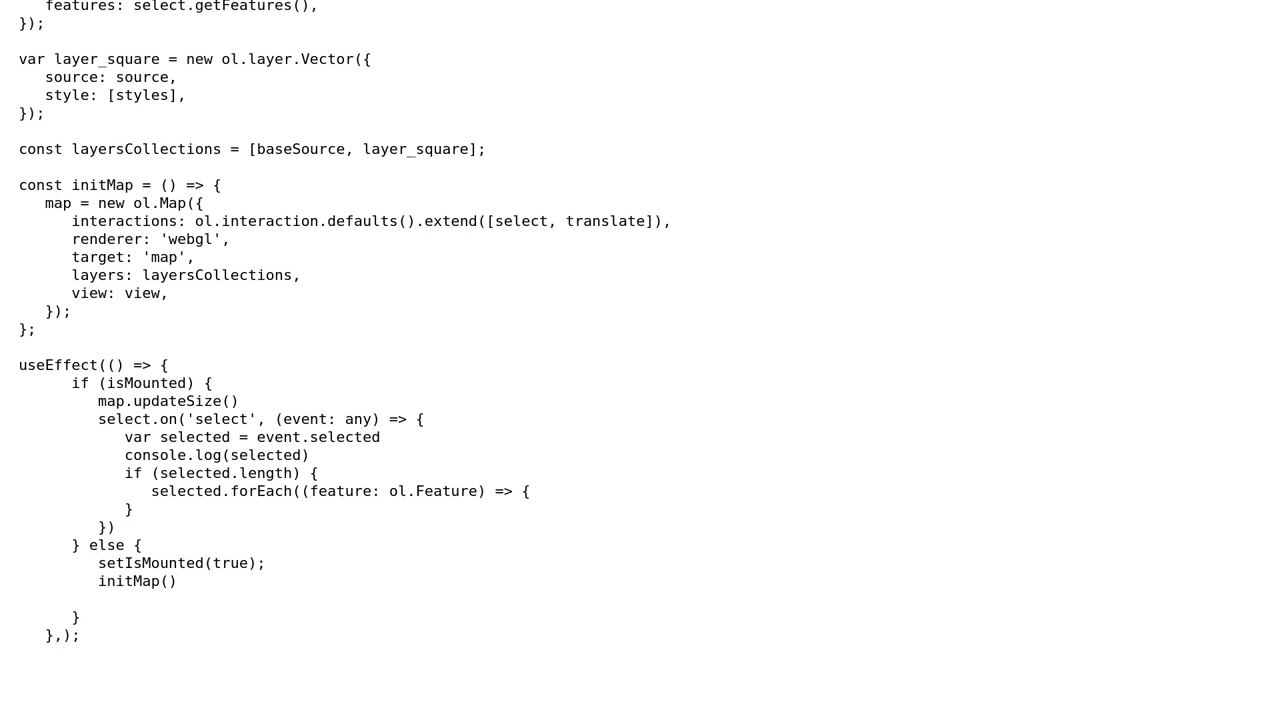 features: select.getFeatures(),
});
var layer_square = new ol.layer.Vector({
source: source,
style: [styles],
});
const layersCollections = [baseSource, layer_square];
const initMap = () => {
map = new ol.Map({
interactions: ol.interaction.defaults().extend([select, translate]),
renderer: 'webgl',
target: 'map',
layers: layersCollections,
view: view,
});
};
useEffect(() => {
if (isMounted) {
map.updateSize()
select.on('select', (event: any) => {
var selected = event.selected
console.log(selected)
if (selected.length) {
selected.forEach((feature: ol.Feature) => {
}
})
} else {
setIsMounted(true);
initMap()
}
},);